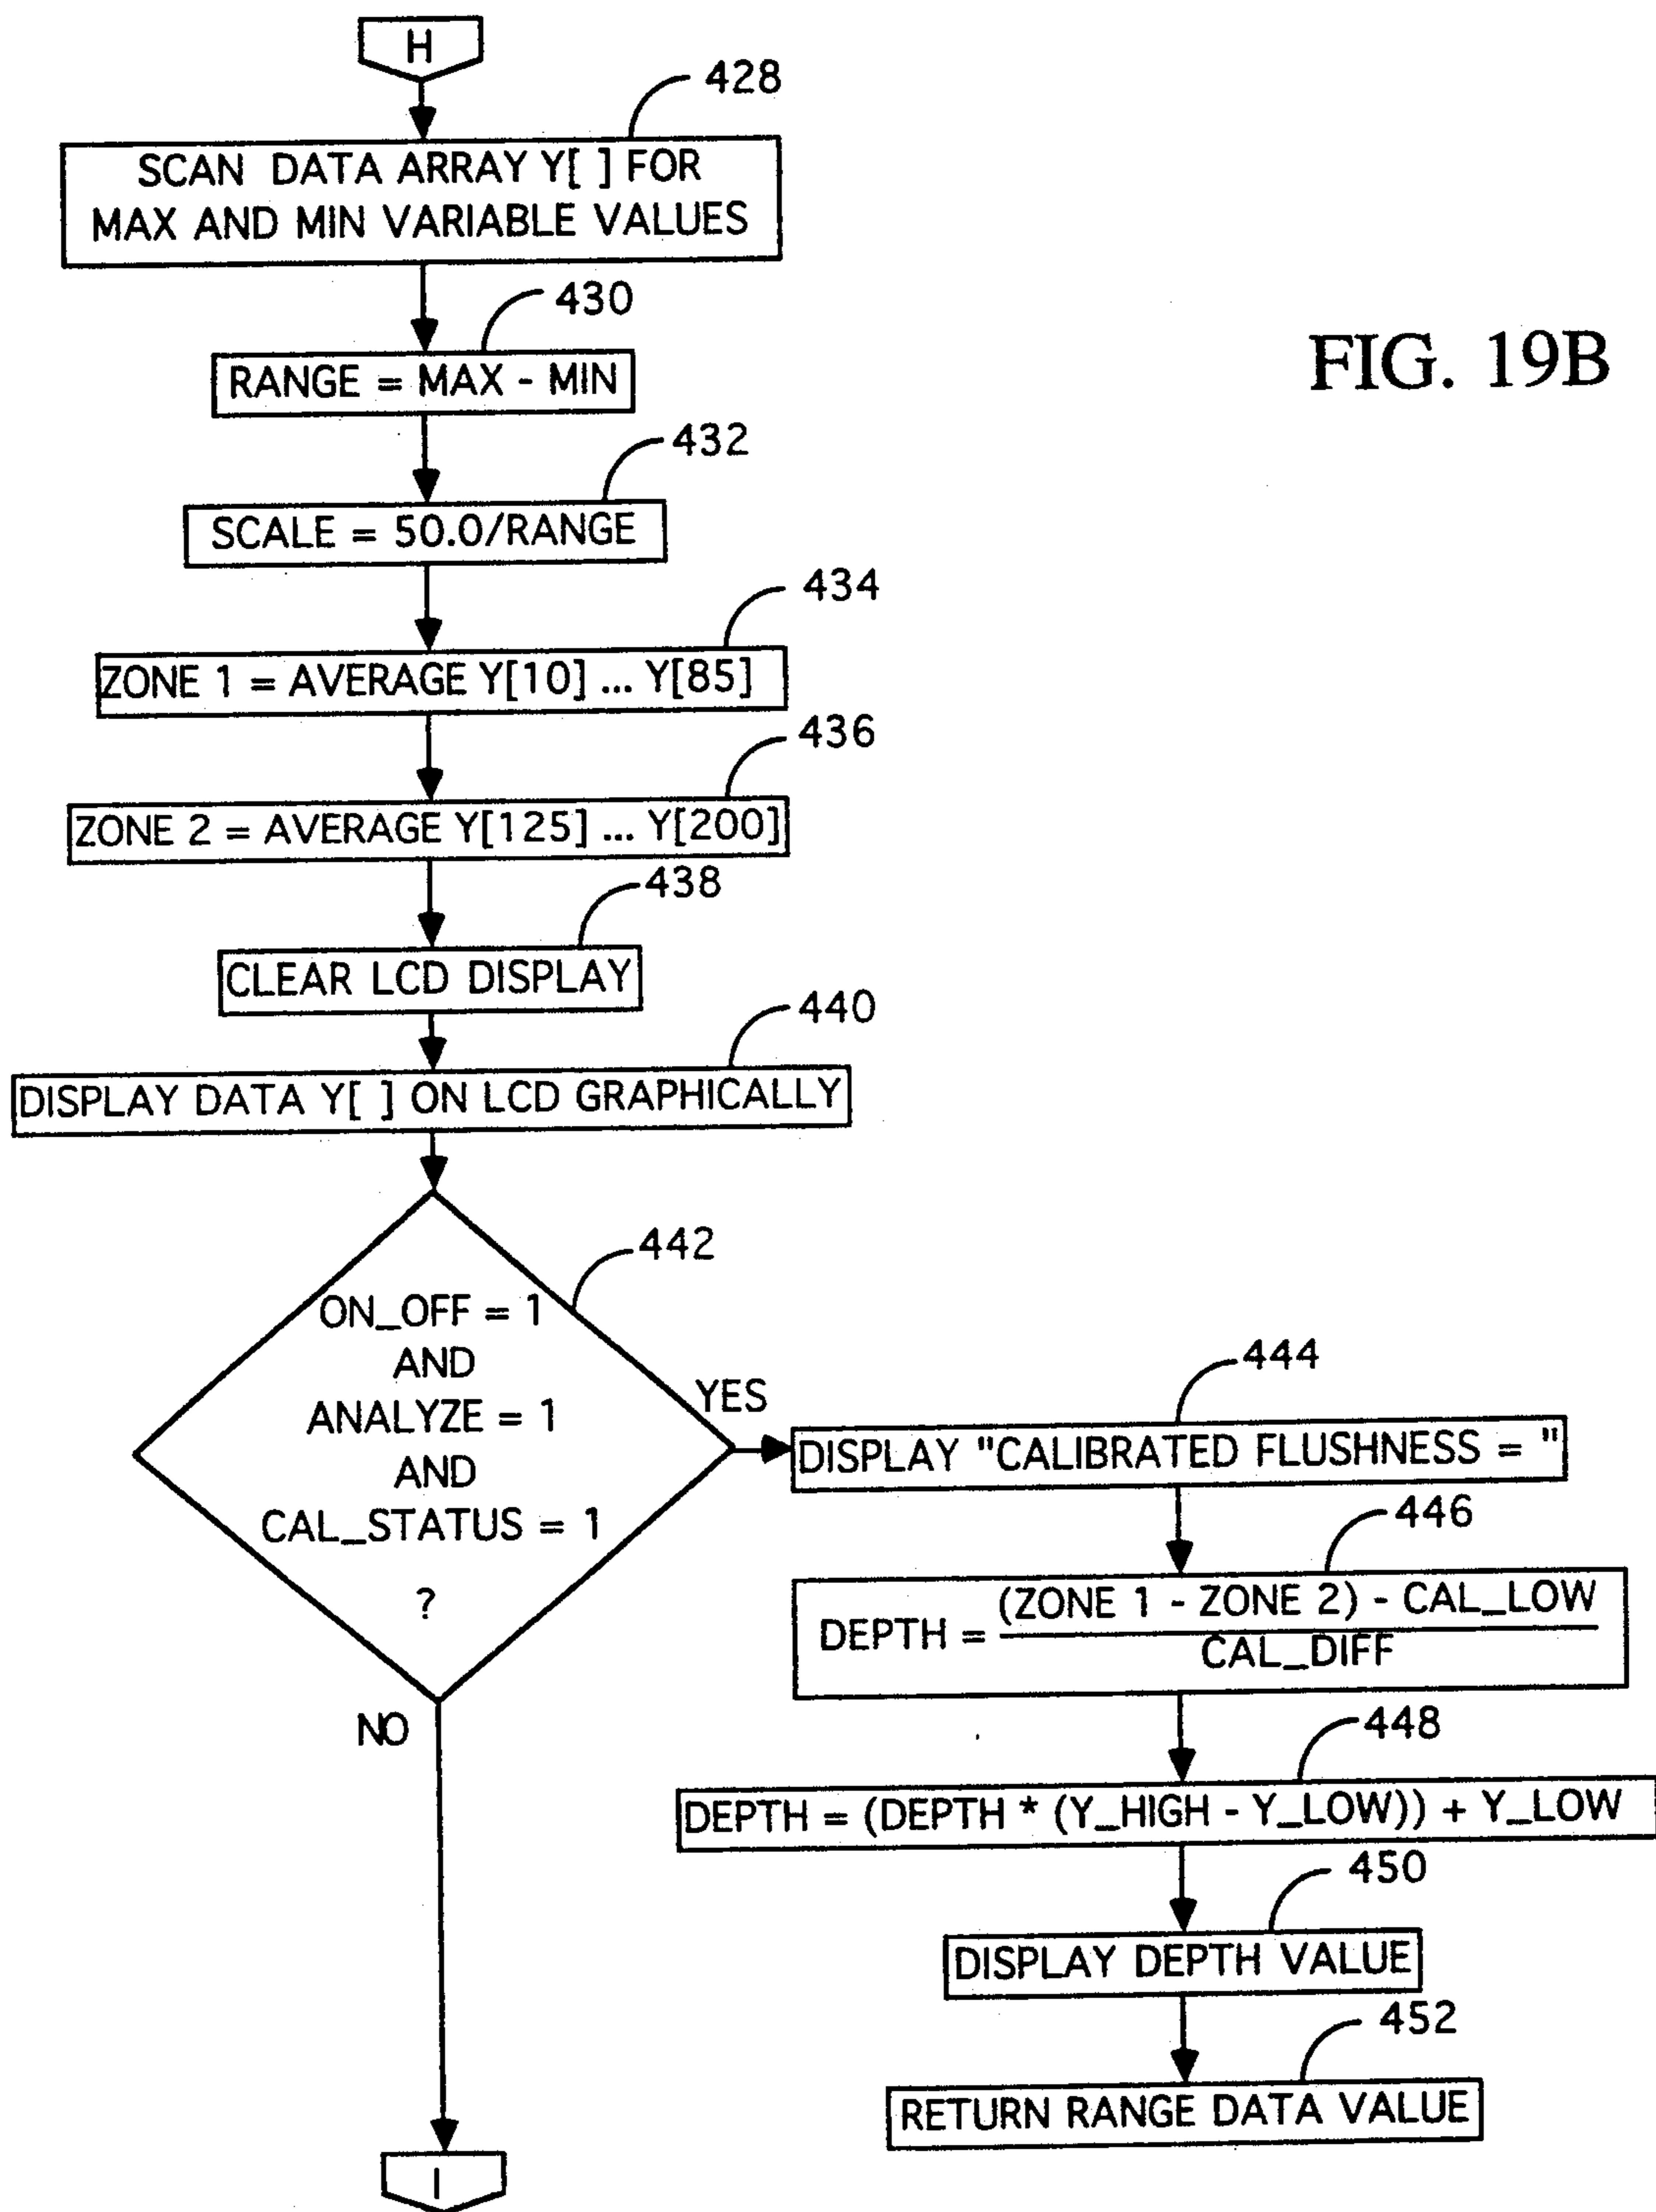 H
428
SCAN DATA ARRAY Y[ ] FOR
MAX AND MIN VARIABLE VALUES
430
RANGE = MAX - MIN
FIG. 19B
432
SCALE = 50.0/RANGE
434
ZONE 1 = AVERAGE Y[10] ... Y[85]
436
ZONE 2 = AVERAGE Y[125] ... Y[200]
438
CLEAR LCD DISPLAY
440
DISPLAY DATA Y[ ] ON LCD GRAPHICALLY
442
ON_OFF = 1
AND
ANALYZE = 1
AND
CAL_STATUS = 1
?
YES
444
DISPLAY "CALIBRATED FLUSHNESS = "
446
(ZONE 1 - ZONE 2) - CAL_LOW
DEPTH =
CAL_DIFF
NO
448
DEPTH = (DEPTH * (Y_HIGH - Y_LOW)) + Y_LOW
450
DISPLAY DEPTH VALUE
452
RETURN RANGE DATA VALUE
I